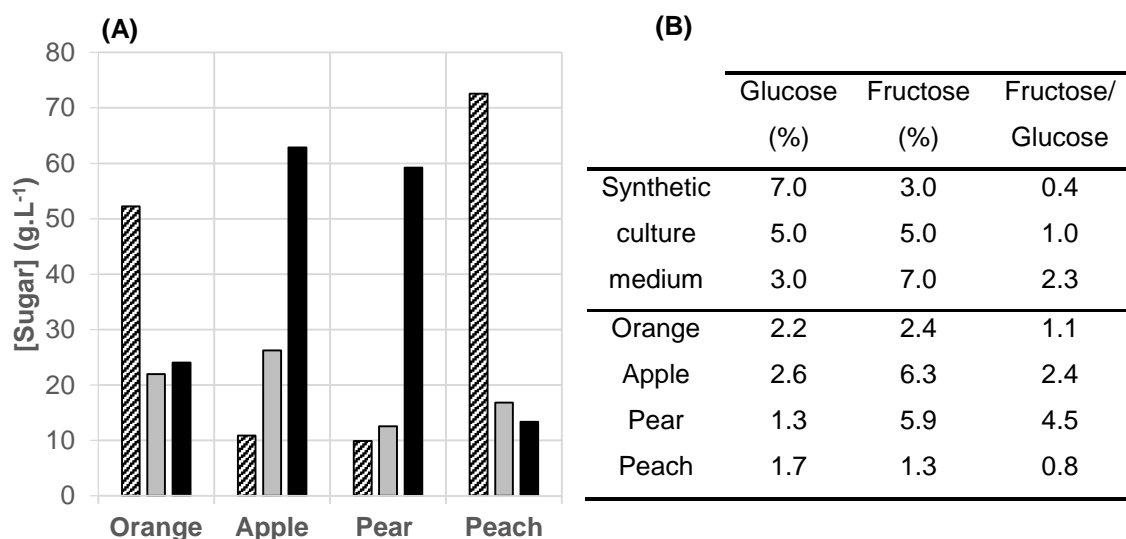 (A)
80
70
60
50
40
30
20
10
0
[Sugar] (g.L-1)
Orange Apple Pear Peach
(B)
Glucose Fructose Fructose/
(%) (%) Glucose
Synthetic 7.0 3.0 0.4
culture 5.0 5.0 1.0
medium 3.0 7.0 2.3
Orange 2.2 2.4 1.1
Apple 2.6 6.3 2.4
Pear 1.3 5.9 4.5
Peach 1.7 1.3 0.8